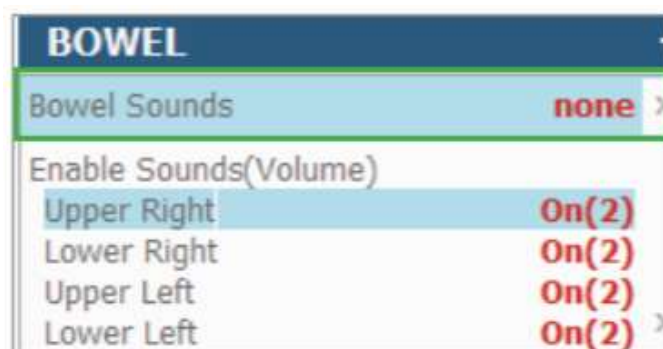 BOWEL
Bowel Sounds none
Enable Sounds(Volume)
Upper Right On(2)
Lower Right On(2)
Upper Left On(2)
Lower Left On(2)